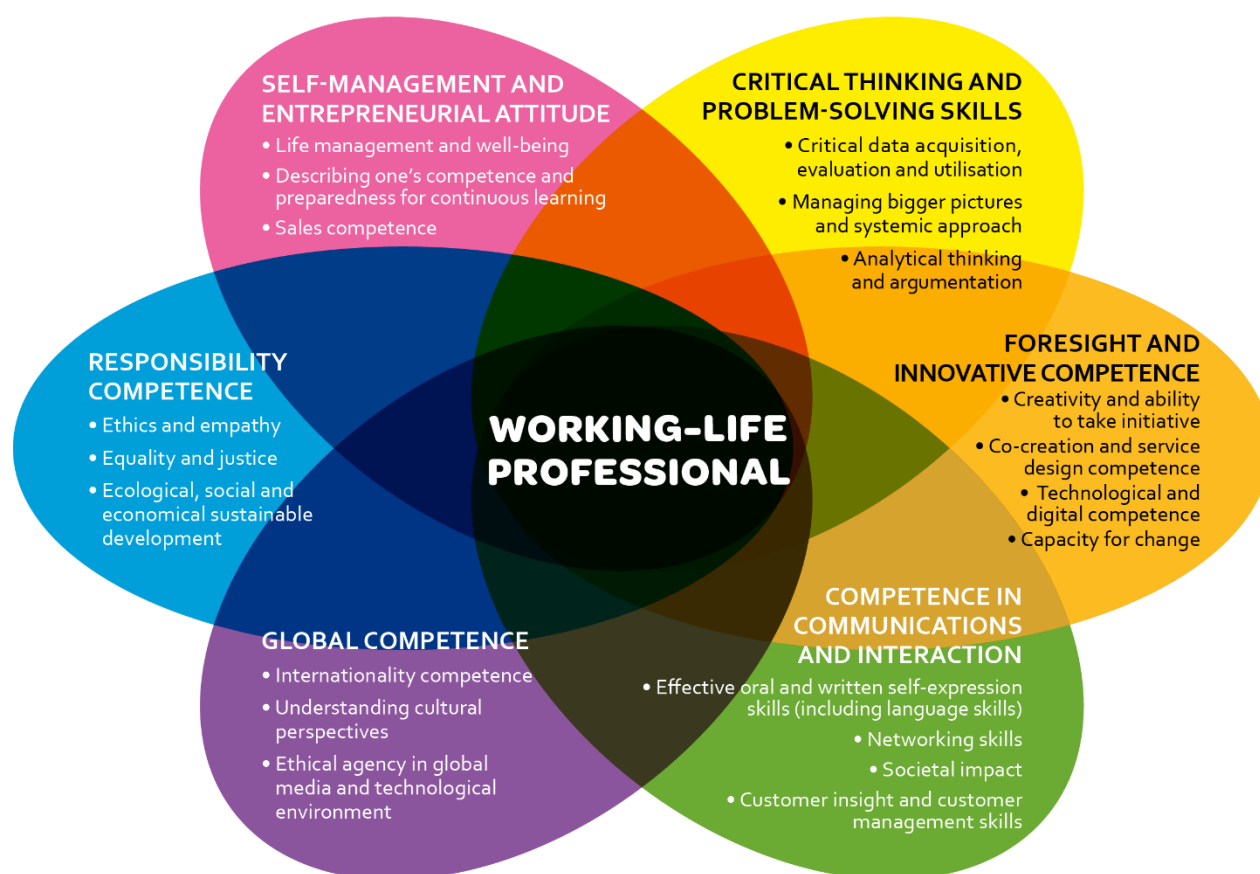 SELF-MANAGEMENT AND
ENTREPRENEURIAL ATTITUDE
• Life management and well-being
• Describing one's competence and
preparedness for continuous learning
• Sales competence
CRITICAL THINKING AND
PROBLEM-SOLVING SKILLS
• Critical data acquisition,
evaluation and utilisation
• Managing bigger pictures
and systemic approach
• Analytical thinking
and argumentation
RESPONSIBILITY
COMPETENCE
• Ethics and empathy
• Equality and justice
• Ecological, social and
economical sustainable
development
WORKING-LIFE
PROFESSIONAL
FORESIGHT AND
INNOVATIVE COMPETENCE
• Creativity and ability
to take initiative
• Co-creation and service
design competence
• Technological and
digital competence
• Capacity for change
GLOBAL COMPETENCE
• Internationality competence
• Understanding cultural
perspectives
• Ethical agency in global
media and technological
environment
COMPETENCE IN
COMMUNICATIONS
AND INTERACTION
• Effective oral and written self-expression
skills (including language skills)
• Networking skills
• Societal impact
• Customer insight and customer
management skills